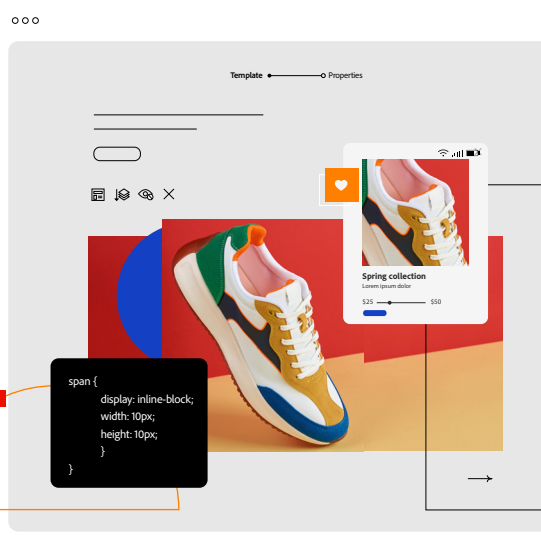 Template Properties
Spring collection
Lorem ipsum dolor
$25 $50
span {
display: inline-block;
width: 10px;
height: 10px;
}
}